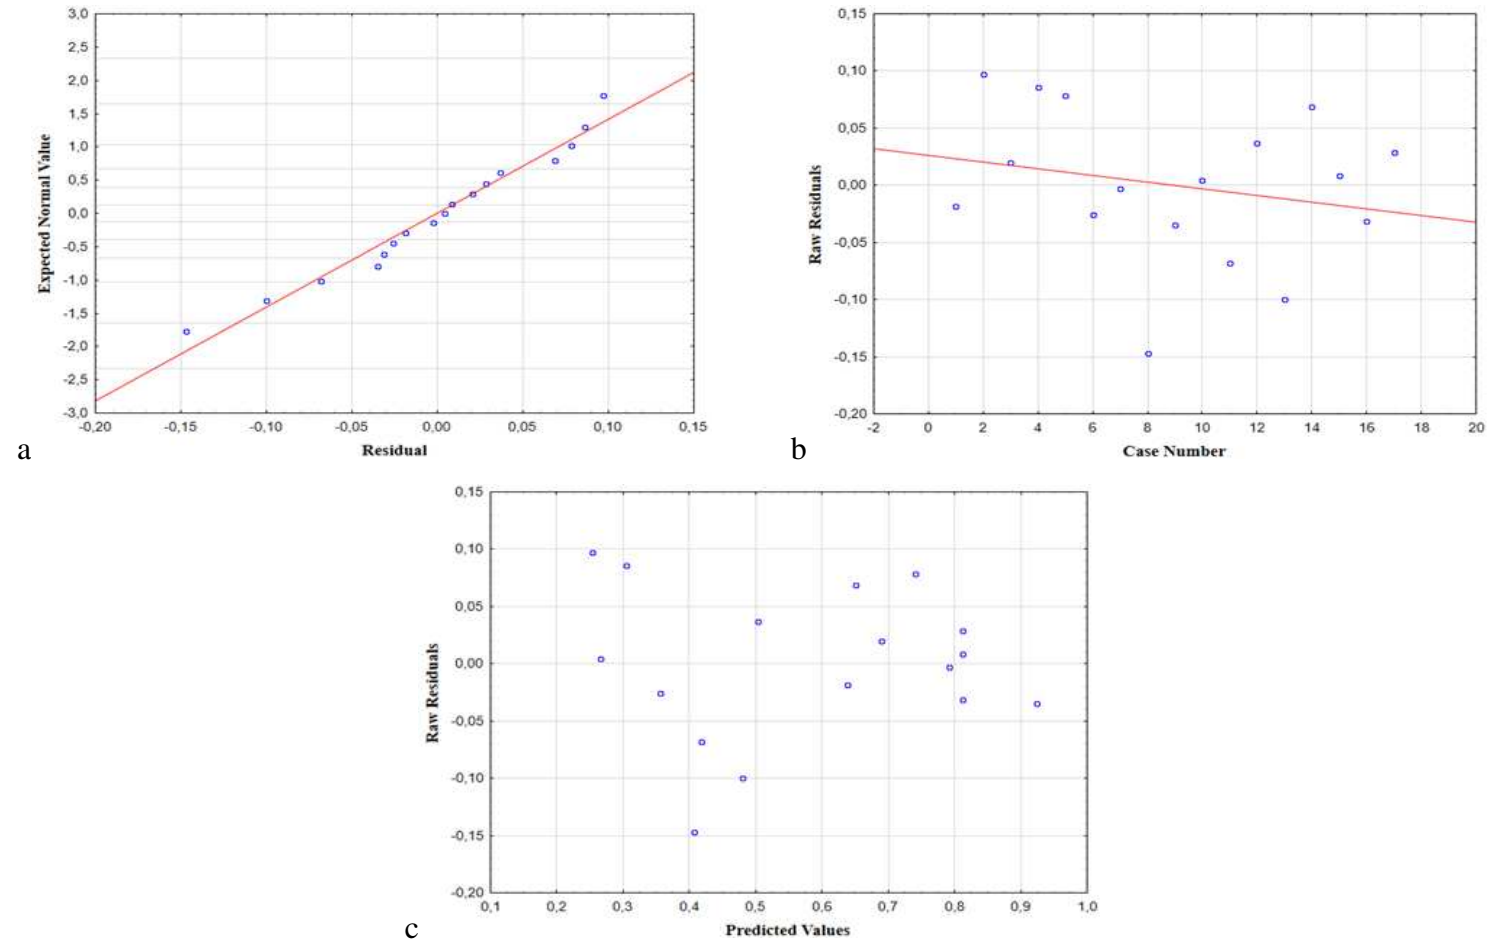 3,0
2,5
2,0
1,5
1,0
0,5
0,0
-0,5
-1,0
-1,5
-2,0
-2,5
-3,0
Expected Normal Value
-0,20 -0,15 -0,10 -0,05 0,00 0,05 0,10 0,15
Residual
a
0,15
0,10
0,05
0,00
-0,05
-0,10
-0,15
-0,20
Raw Residuals
-2 0 2 4 6 8 10 12 14 16 18 20
Case Number
b
0,15
0,10
0,05
0,00
-0,05
-0,10
-0,15
-0,20
Raw Residuals
0,1 0,2 0,3 0,4 0,5 0,6 0,7 0,8 0,9 1,0
Predicted Values
c